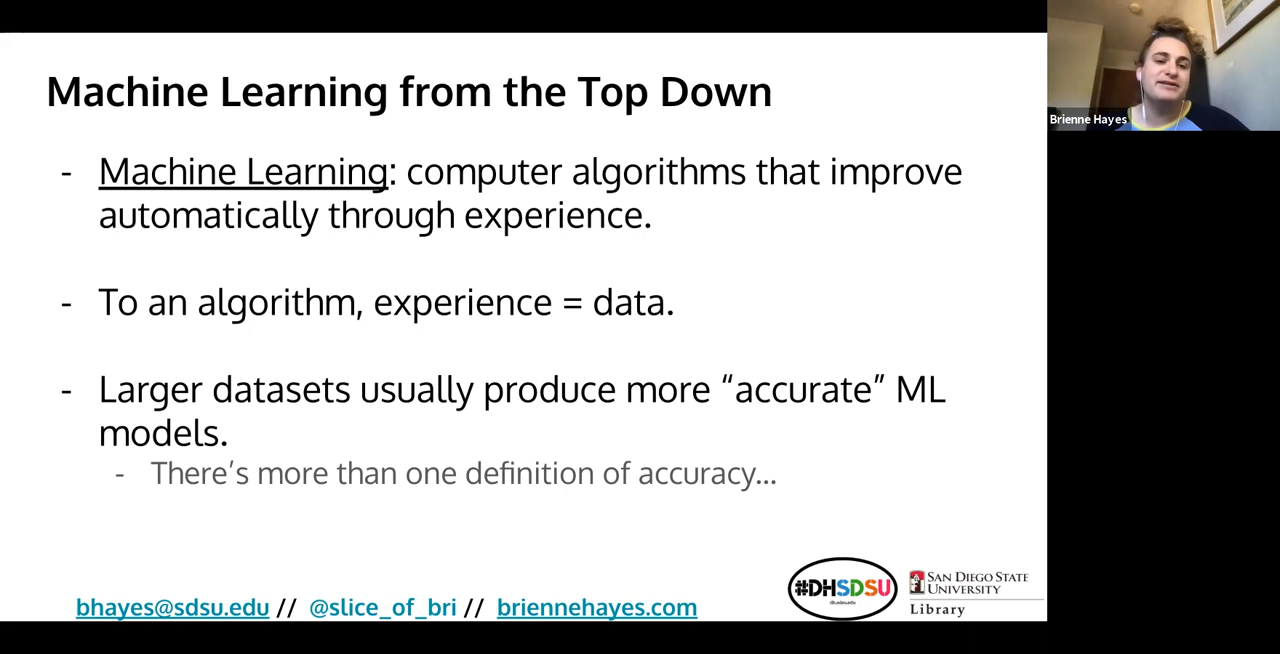 Machine Learning from the Top Down
- Machine Learning: computer algorithms that improve
automatically through experience.
- To an algorithm, experience = data.
- Larger datasets usually produce more “accurate” ML
models.
- There’s more than one definition of accuracy...
bhayes@sdsu.edu // @slice_of_bri // briennehayes.com
#DHSDSU
SAN DIEGO STATE
UNIVERSITY
Library
Brienne Hayes